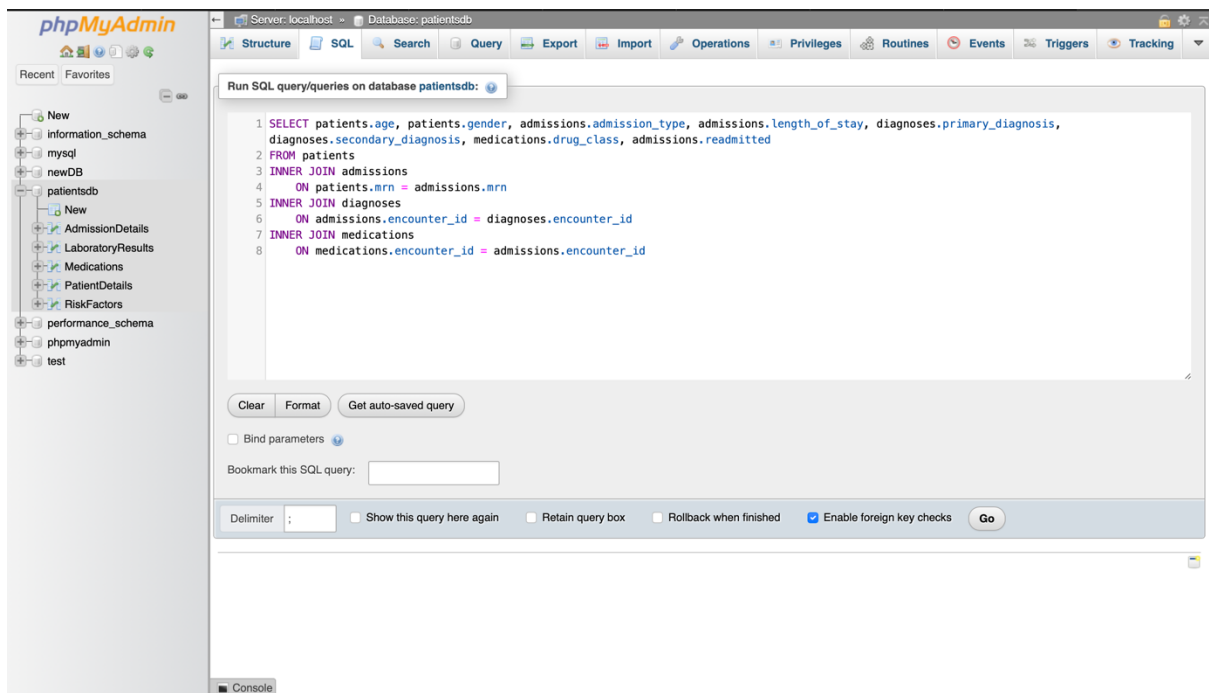 phpMyAdmin
Recent Favorites
New
information_schema
mysql
newDB
patientsdb
New
AdmissionDetails
LaboratoryResults
Medications
PatientDetails
RiskFactors
performance_schema
phpmyadmin
test
Server: localhost » Database: patientsdb
Structure SQL Search Query Export Import Operations Privileges Routines Events Triggers Tracking
Run SQL query/queries on database patientsdb:
1 SELECT patients.age, patients.gender, admissions.admission_type, admissions.length_of_stay, diagnoses.primary_diagnosis,
diagnoses.secondary_diagnosis, medications.drug_class, admissions.readmitted
2 FROM patients
3 INNER JOIN admissions
4 ON patients.mrn = admissions.mrn
5 INNER JOIN diagnoses
6 ON admissions.encounter_id = diagnoses.encounter_id
7 INNER JOIN medications
8 ON medications.encounter_id = admissions.encounter_id
Clear Format Get auto-saved query
Bind parameters
Bookmark this SQL query:
Delimiter ; Show this query here again Retain query box Rollback when finished Enable foreign key checks Go
Console